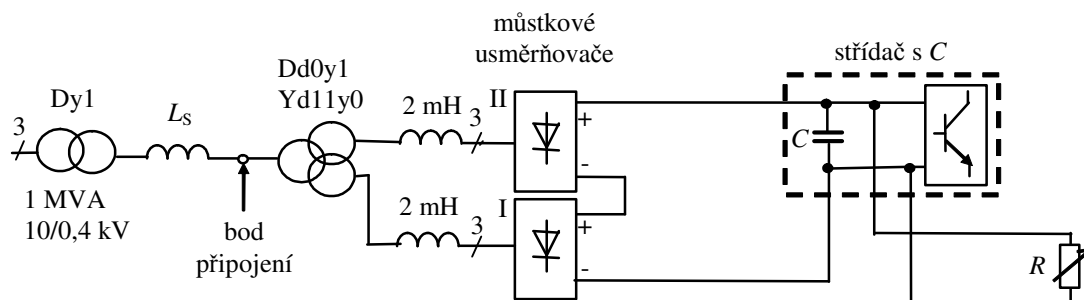 můstkové
usměrňovače
střídač s C
Dd0y1
Yd11y0
Dy1
L_S
2 mH
3
II
+
-
C
3
1 MVA
10/0,4 kV
bod
připojení
2 mH
3
I
+
-
R